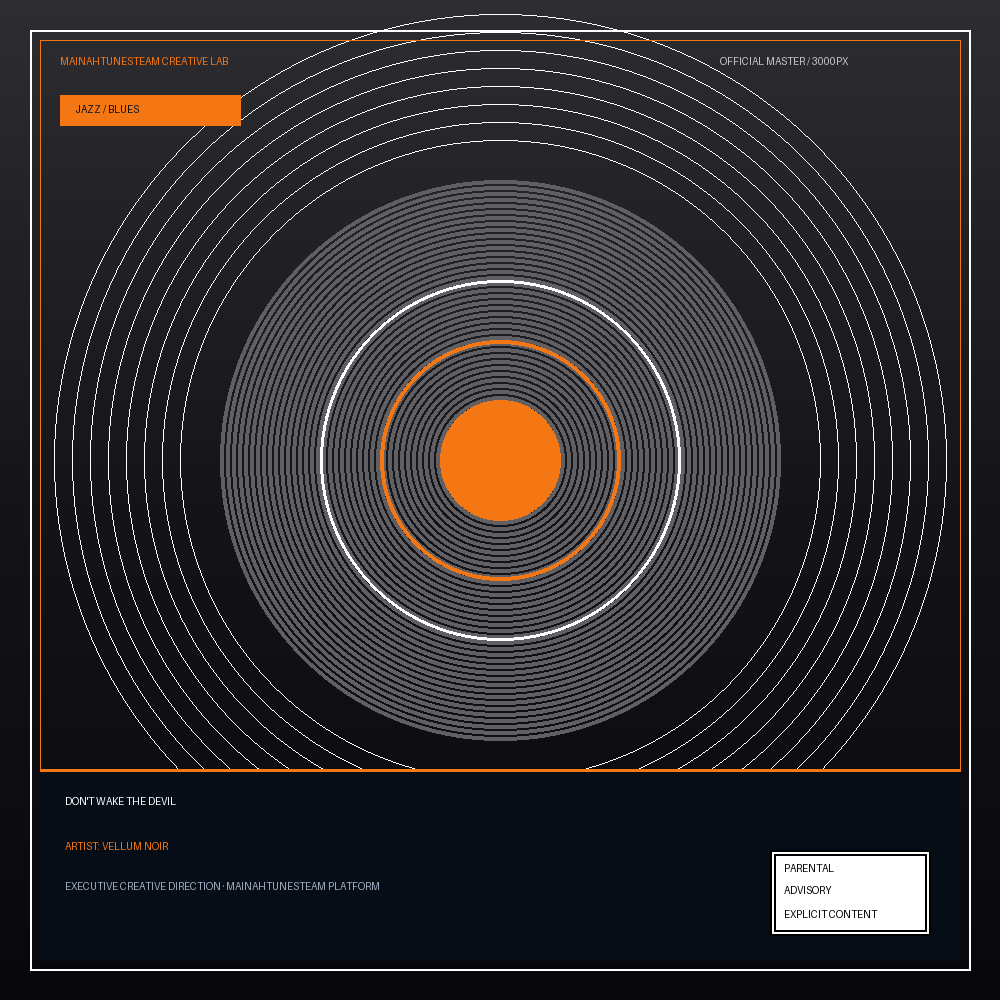 MAINAHTUNESTEAM CREATIVE LAB
OFFICIAL MASTER / 3000PX
JAZZ / BLUES
DON'T WAKE THE DEVIL
ARTIST: VELLUM NOIR
EXECUTIVE CREATIVE DIRECTION · MAINAHTUNESTEAM PLATFORM
PARENTAL
ADVISORY
EXPLICIT CONTENT